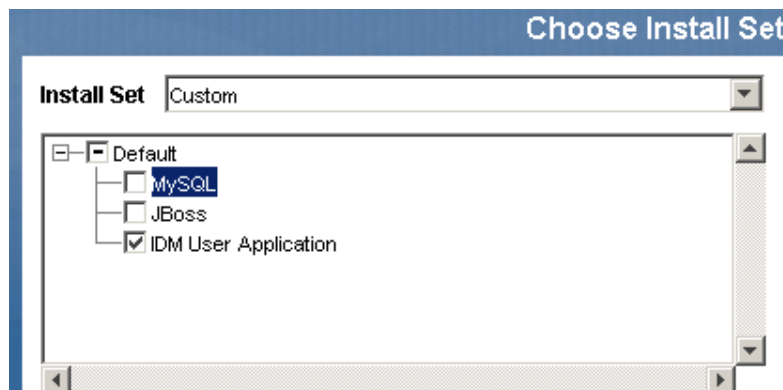 Choose Install Set
Install Set Custom
Default
MySQL
JBoss
IDM User Application